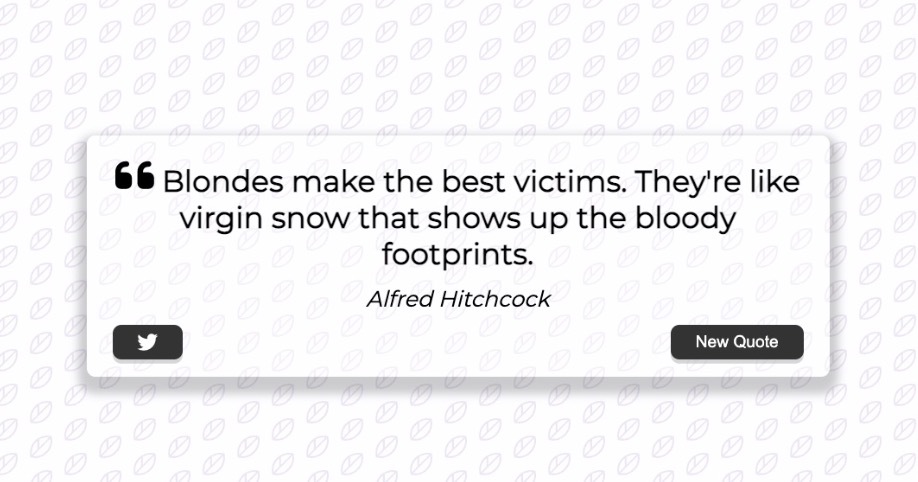 ❝ Blondes make the best victims. They're like
virgin snow that shows up the bloody
footprints.
Alfred Hitchcock
New Quote